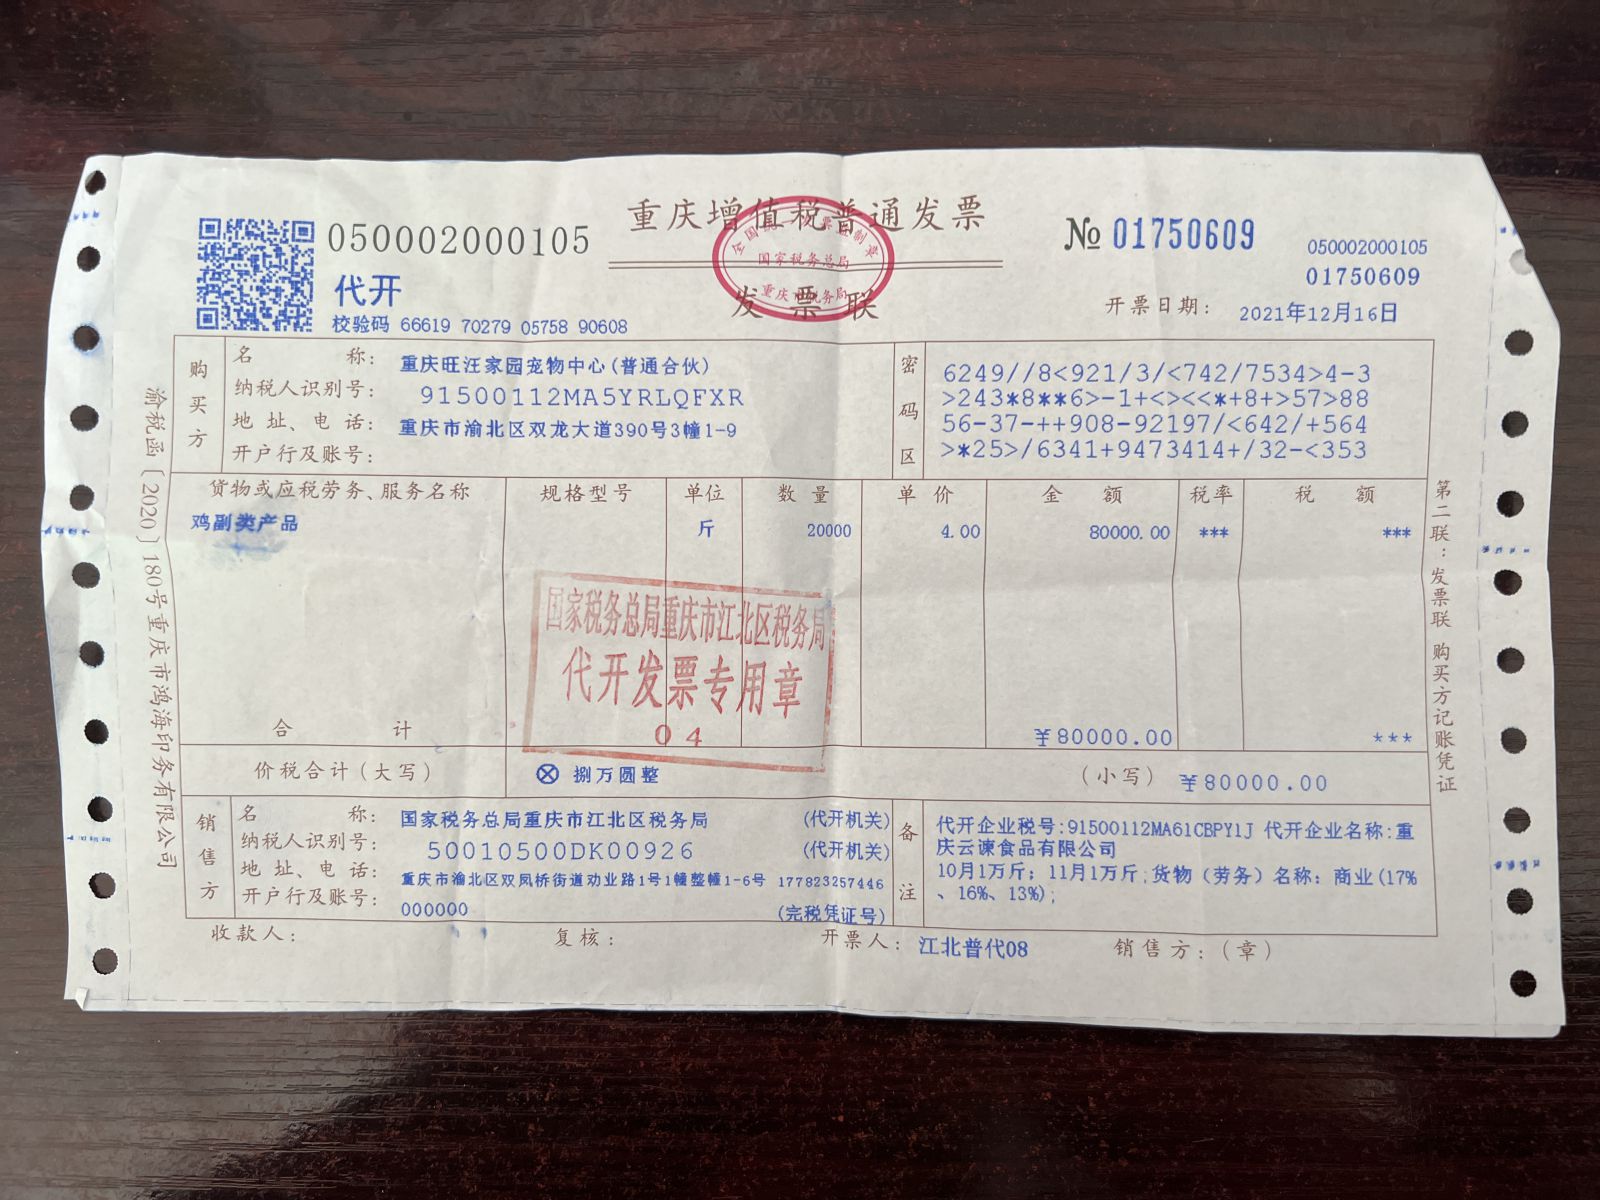 重庆增值税普通发票
050002000105
№ 01750609
050002000105
01750609
代开
发票联
校验码 66619 70279 05758 90608
开票日期: 2021年12月16日
国家税务总局
购买方
名 称: 重庆旺汪家园宠物中心(普通合伙)
纳税人识别号: 91500112MA5YRLQFXR
地 址、电 话: 重庆市渝北区双龙大道390号3幢1-9
开户行及账号:
密码区
6249//8<921/3/<742/7534>4-3
>243*8**6>-1+<><<*+8+>57>88
56-37-++908-92197/<642/+564
>*25>/6341+9473414+/32-<353
货物或应税劳务、服务名称 规格型号 单位 数 量 单 价 金 额 税率 税 额
鸡副类产品 斤 20000 4.00 80000.00 *** ***
国家税务总局重庆市江北区税务局
代开发票专用章
04
合 计 ¥80000.00 ***
价税合计(大写) ⊗ 捌万圆整 (小写) ¥80000.00
销售方
名 称: 国家税务总局重庆市江北区税务局 (代开机关)
纳税人识别号: 50010500DK00926 (代开机关)
地 址、电 话: 重庆市渝北区双凤桥街道劝业路1号1幢整幢1-6号 177823257446
开户行及账号: 000000 (完税凭证号)
备注
代开企业税号:91500112MA61CBPY1J 代开企业名称:重
庆云谏食品有限公司
10月1万斤; 11月1万斤;货物(劳务)名称: 商业(17%
、16%、13%);
收款人: 复核: 开票人: 江北普代08 销售方:(章)
渝税函〔2020〕180号重庆市鸿海印务有限公司
第二联:发票联 购买方记账凭证